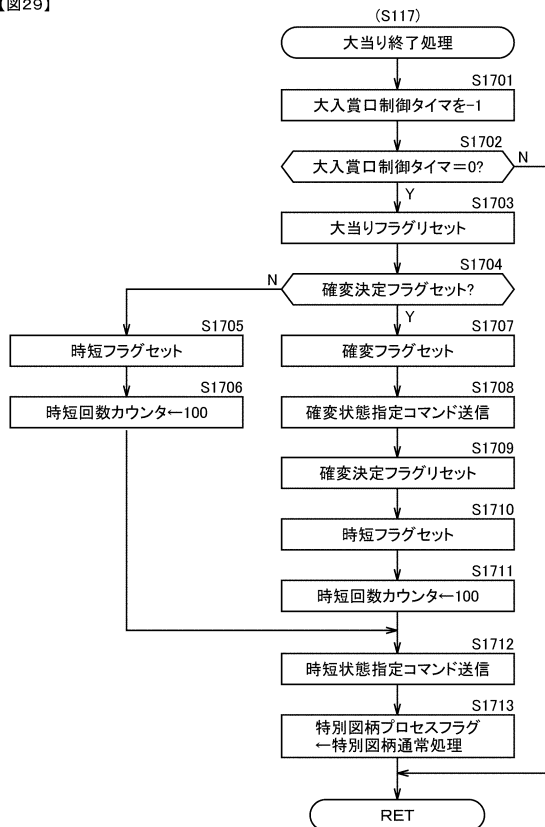 【図29】
(S117)
大当り終了処理
S1701
大入賞口制御タイマを-1
S1702
大入賞口制御タイマ=0?
N
Y
S1703
大当りフラグリセット
S1704
確変決定フラグセット?
N
Y
S1705
時短フラグセット
S1706
時短回数カウンタ←100
S1707
確変フラグセット
S1708
確変状態指定コマンド送信
S1709
確変決定フラグリセット
S1710
時短フラグセット
S1711
時短回数カウンタ←100
S1712
時短状態指定コマンド送信
S1713
特別図柄プロセスフラグ
←特別図柄通常処理
RET